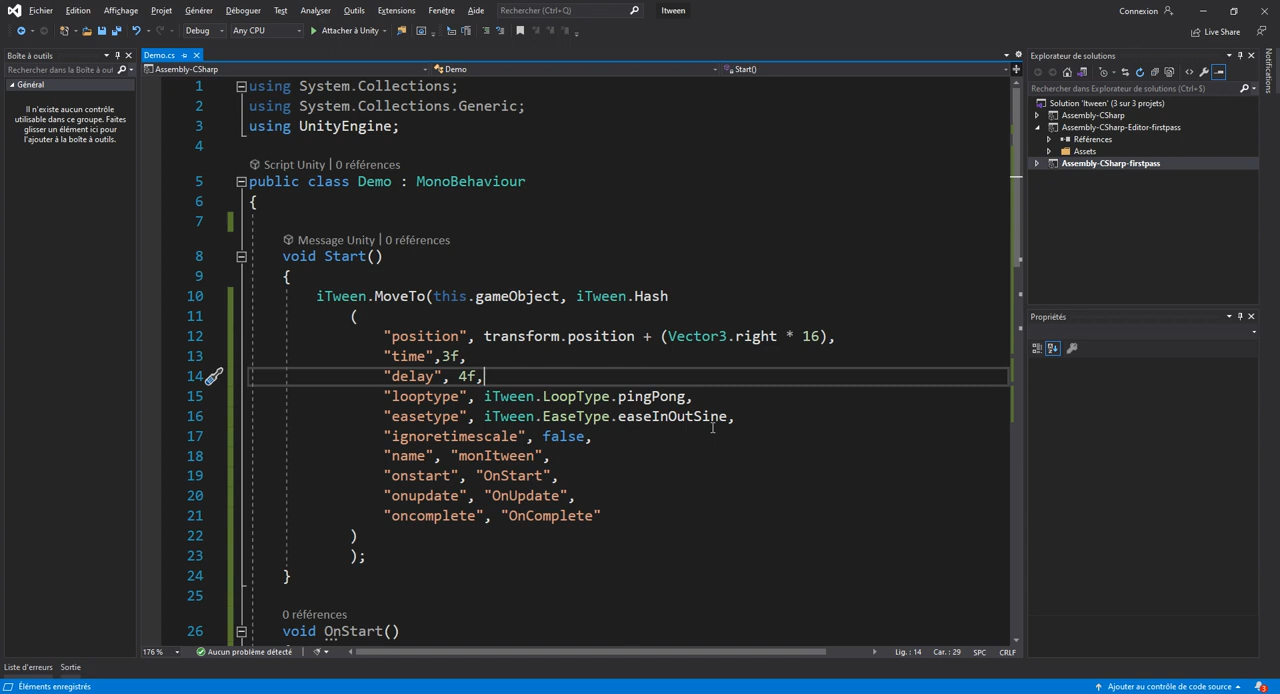 Fichier Édition Affichage Projet Générer Déboguer Test Analyser Outils Extensions Fenêtre Aide Rechercher (Ctrl+Q) Itween Connexion
Debug Any CPU Attacher à Unity Live Share
Boîte à outils
Rechercher dans la Boîte à out
Général
Il n'existe aucun contrôle
utilisable dans ce groupe. Faites
glisser un élément ici pour
l'ajouter à la boîte à outils.
Demo.cs
Assembly-CSharp Demo Start()
1 using System.Collections;
2 using System.Collections.Generic;
3 using UnityEngine;
4
Script Unity | 0 références
5 public class Demo : MonoBehaviour
6 {
7
Message Unity | 0 références
8 void Start()
9 {
10 iTween.MoveTo(this.gameObject, iTween.Hash
11 (
12 "position", transform.position + (Vector3.right * 16),
13 "time",3f,
14 "delay", 4f,
15 "looptype", iTween.LoopType.pingPong,
16 "easetype", iTween.EaseType.easeInOutSine,
17 "ignoretimescale", false,
18 "name", "monItween",
19 "onstart", "OnStart",
20 "onupdate", "OnUpdate",
21 "oncomplete", "OnComplete"
22 )
23 );
24 }
25
0 références
26 void OnStart()
176 % Aucun problème détecté Lig. : 14 Car. : 29 SPC CRLF
Explorateur de solutions
Rechercher dans Explorateur de solutions (Ctrl+$)
Solution 'Itween' (3 sur 3 projets)
Assembly-CSharp
Assembly-CSharp-Editor-firstpass
Références
Assets
Assembly-CSharp-firstpass
Propriétés
Notifications
Liste d'erreurs Sortie
Éléments enregistrés Ajouter au contrôle de code source